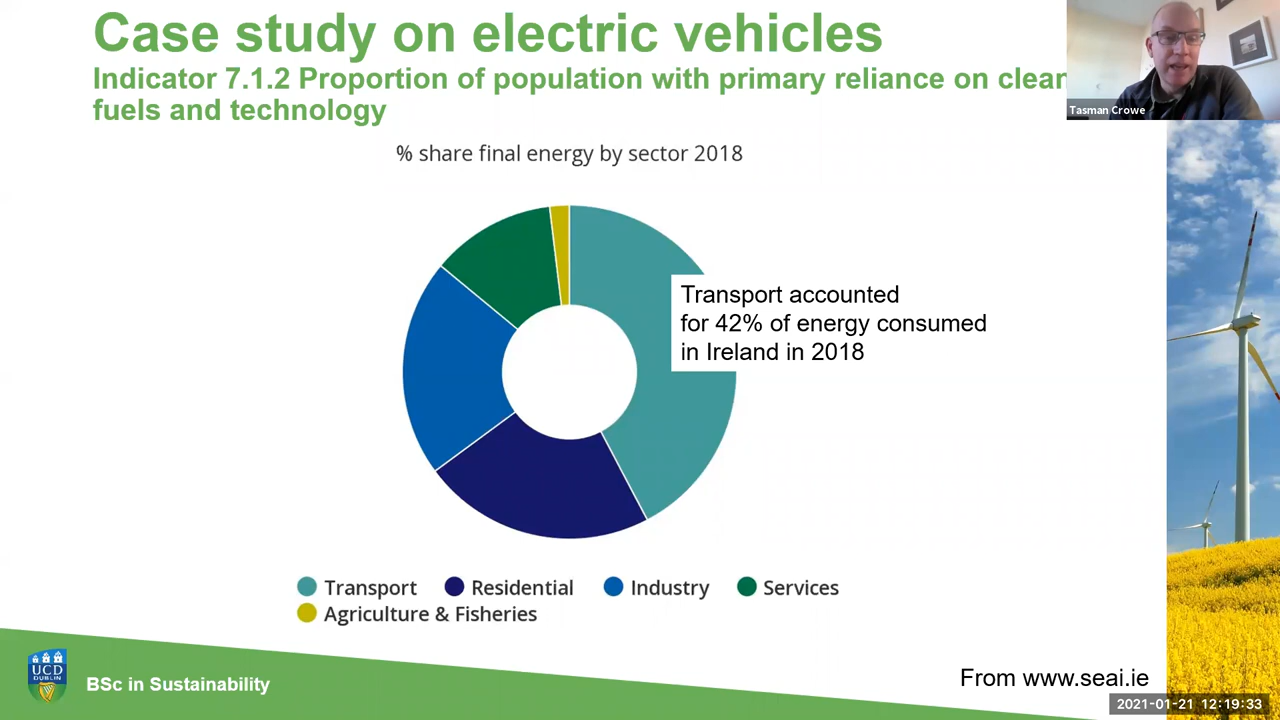 Case study on electric vehicles
Indicator 7.1.2 Proportion of population with primary reliance on clean
fuels and technology
Tasman Crowe
% share final energy by sector 2018
Transport accounted
for 42% of energy consumed
in Ireland in 2018
Transport Residential Industry Services
Agriculture & Fisheries
UCD
DUBLIN
BSc in Sustainability
From www.seai.ie
2021-01-21 12:19:33